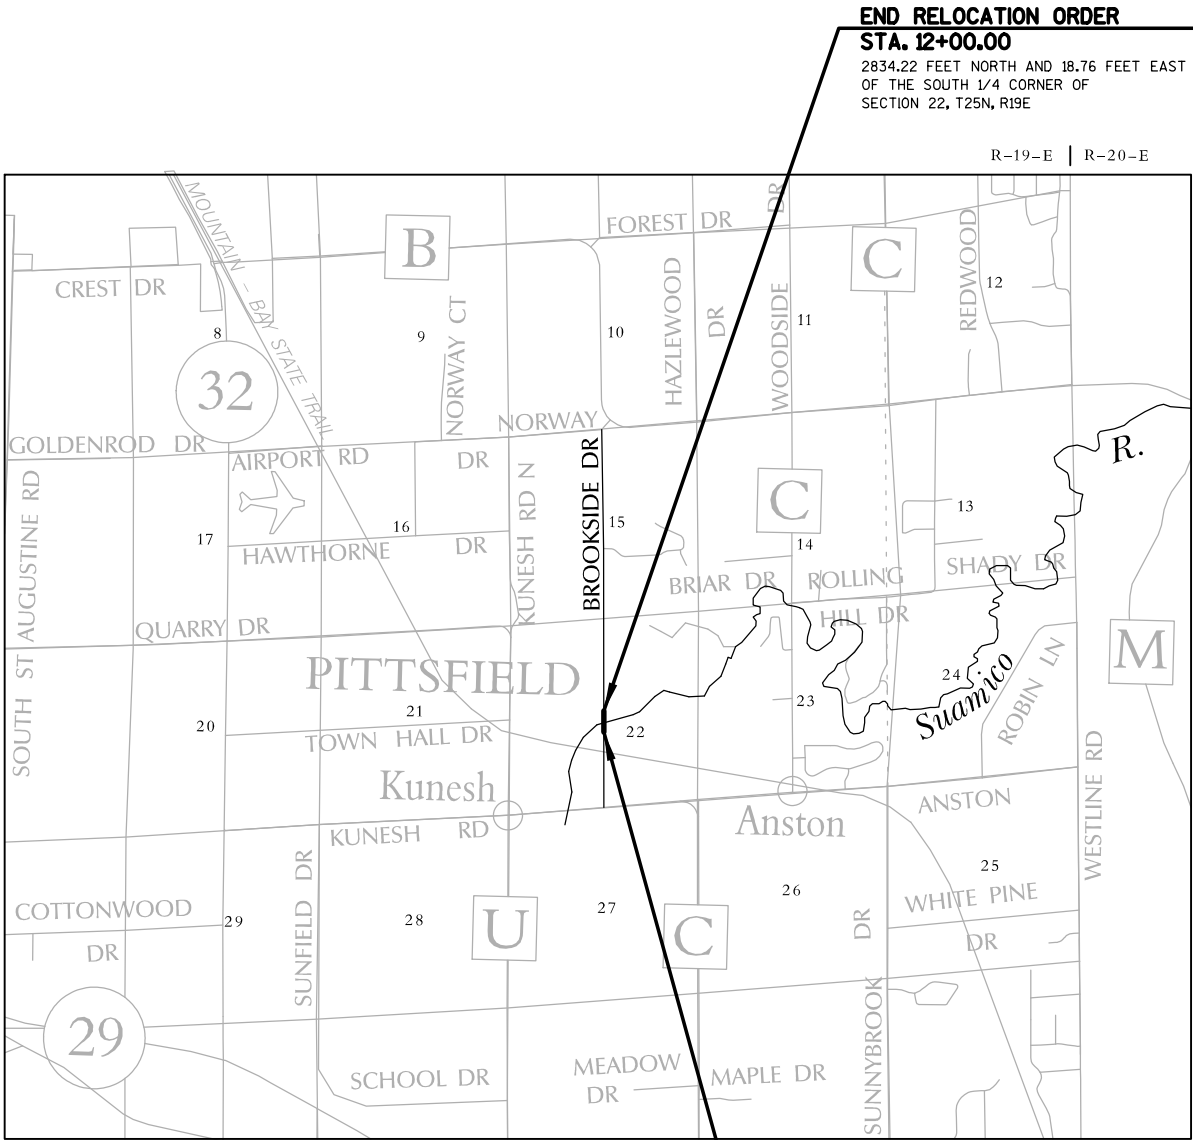 END RELOCATION ORDER
STA. 12+00.00
2834.22 FEET NORTH AND 18.76 FEET EAST
OF THE SOUTH 1/4 CORNER OF
SECTION 22, T25N, R19E
R-19-E | R-20-E
MOUNTAIN - BAY STATE TRAIL
FOREST DR
DR
B
C
CREST DR
REDWOOD
12
HAZLEWOOD
DR
WOODSIDE
NORWAY CT
8
9
10
11
32
NORWAY
GOLDENROD DR
AIRPORT RD
DR
R.
SOUTH ST AUGUSTINE RD
KUNESH RD N
BROOKSIDE DR
C
17
16
15
14
13
HAWTHORNE
DR
BRIAR DR
ROLLING
SHADY DR
HILL DR
QUARRY DR
M
PITTSFIELD
24
Suamico
ROBIN LN
20
21
22
23
TOWN HALL DR
Kunesh
WESTLINE RD
ANSTON
Anston
KUNESH RD
SUNFIELD DR
25
26
27
28
29
WHITE PINE
COTTONWOOD
DR
U
C
DR
DR
SUNNYBROOK
29
SCHOOL DR
MEADOW
DR
MAPLE DR